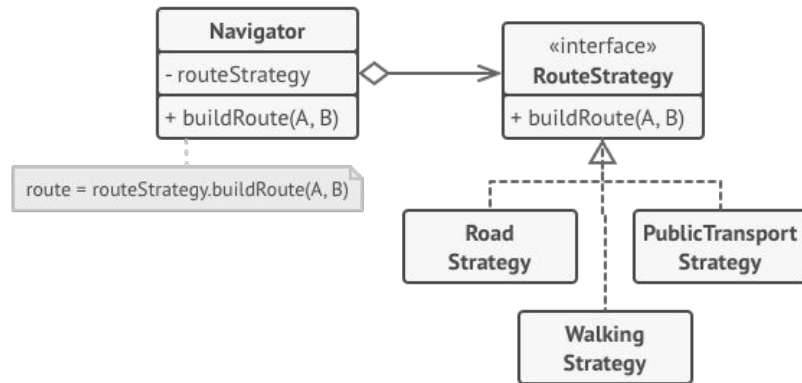 Navigator
- routeStrategy
+ buildRoute(A, B)
route = routeStrategy.buildRoute(A, B)
«interface»
RouteStrategy
+ buildRoute(A, B)
Road
Strategy
PublicTransport
Strategy
Walking
Strategy